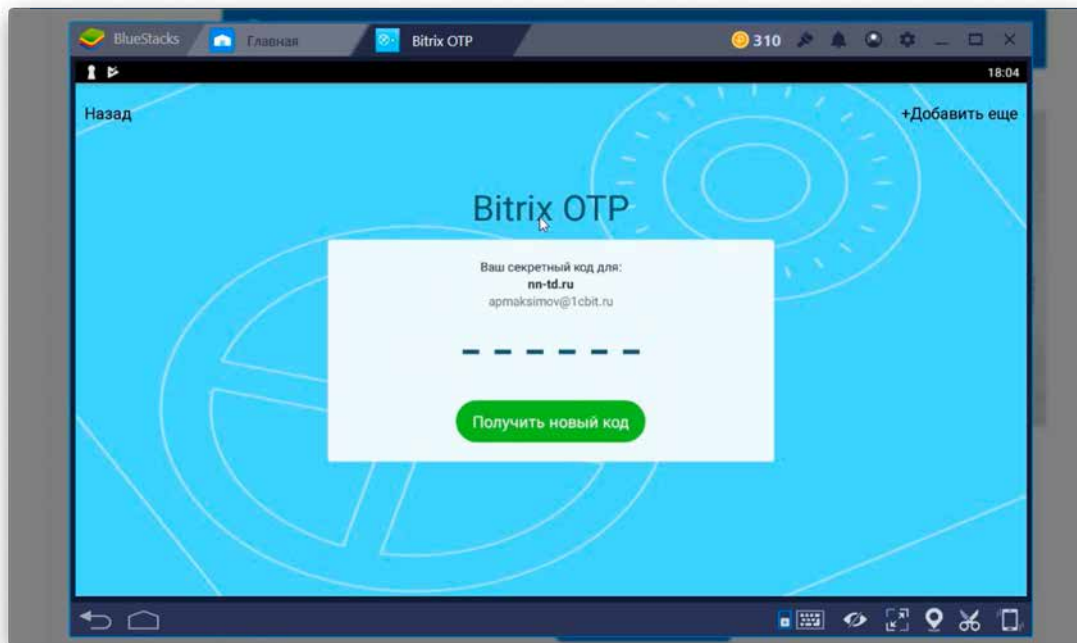 BlueStacks
Главная
Bitrix OTP
310
18:04
Назад
+Добавить еще
Bitrix OTP
Ваш секретный код для:
nn-td.ru
apmaksimov@1cbit.ru
Получить новый код